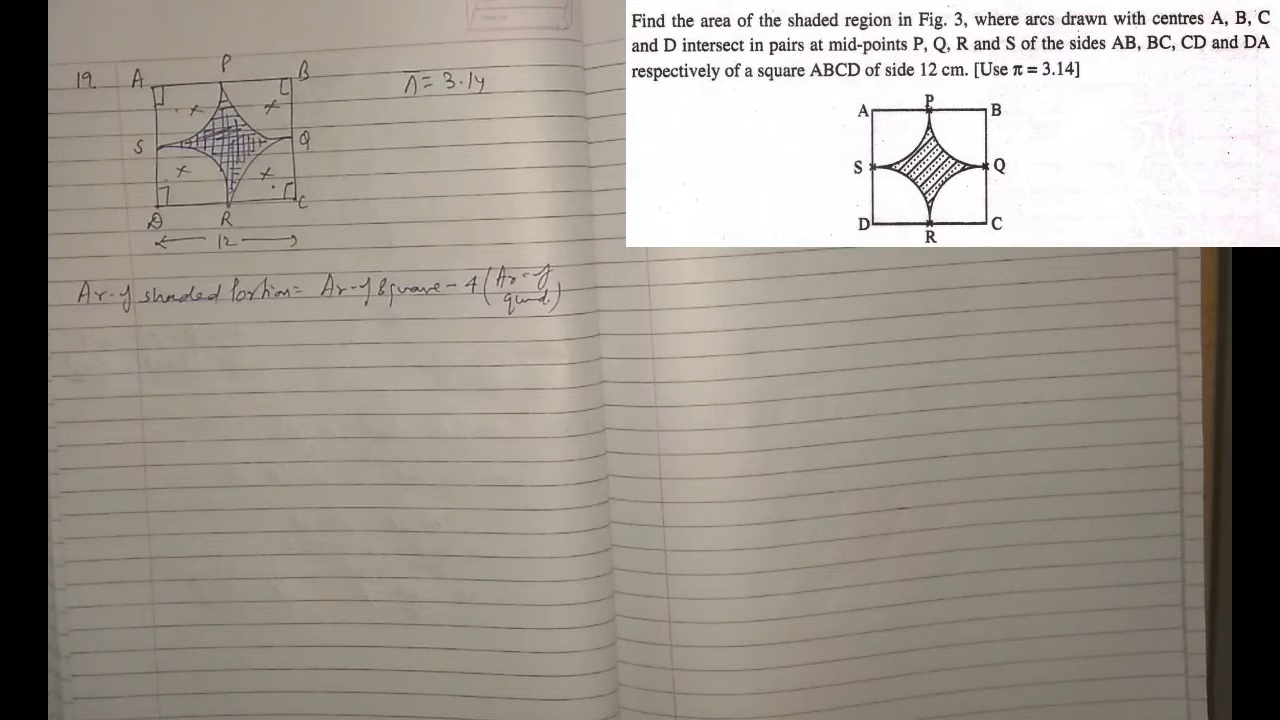 Find the area of the shaded region in Fig. 3, where arcs drawn with centres A, B, C
and D intersect in pairs at mid-points P, Q, R and S of the sides AB, BC, CD and DA
respectively of a square ABCD of side 12 cm. [Use π = 3.14]
A P B
S Q
D R C
19 A P B π = 3.14
S Q
D R C
12
Ar. of shaded Portion = Ar. of Square - 4 (Ar. of
quad.)